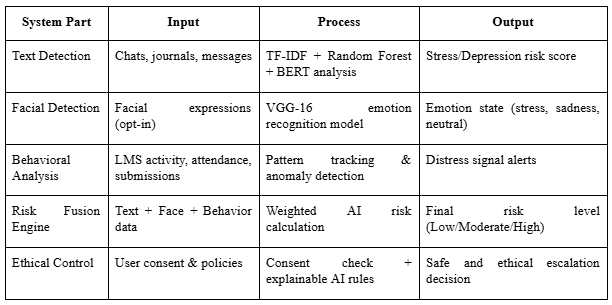 System Part Input Process Output
Text Detection Chats, journals, messages TF-IDF + Random Forest Stress/Depression risk score
+ BERT analysis
Facial Detection Facial expressions VGG-16 emotion Emotion state (stress, sadness,
(opt-in) recognition model neutral)
Behavioral LMS activity, attendance, Pattern tracking & Distress signal alerts
Analysis submissions anomaly detection
Risk Fusion Text + Face + Behavior Weighted AI risk Final risk level
Engine data calculation (Low/Moderate/High)
Ethical Control User consent & policies Consent check + Safe and ethical escalation
explainable AI rules decision